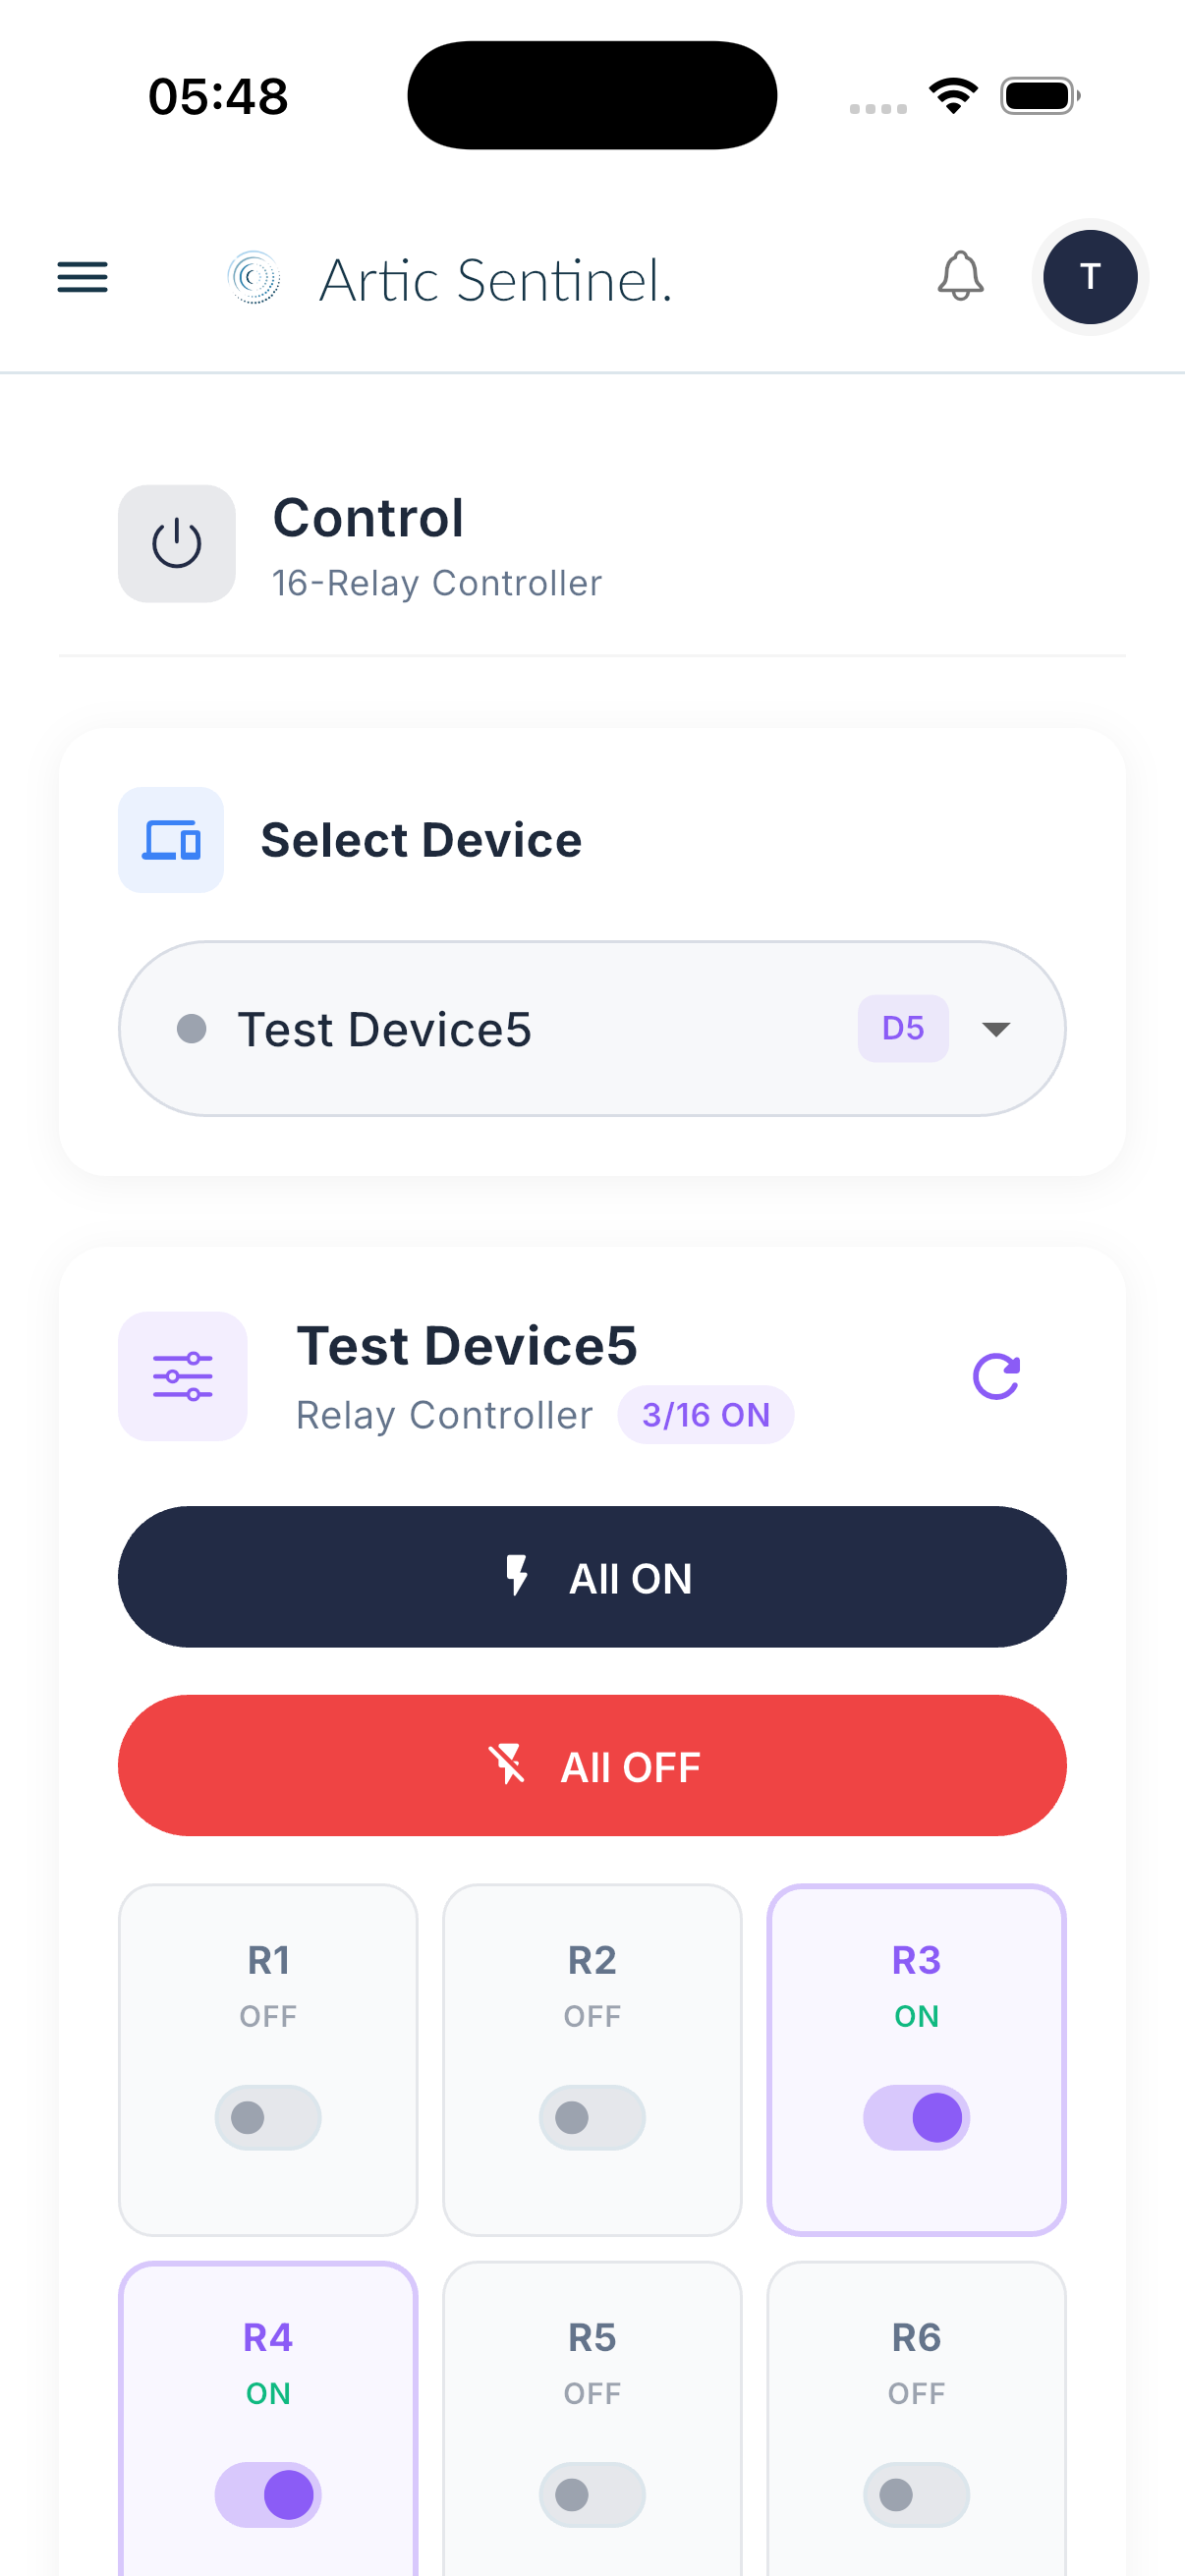 05:48
Artic Sentinel.
T
Control
16-Relay Controller
Select Device
Test Device5 D5
Test Device5
Relay Controller 3/16 ON
All ON
All OFF
R1 R2 R3
OFF OFF ON
R4 R5 R6
ON OFF OFF